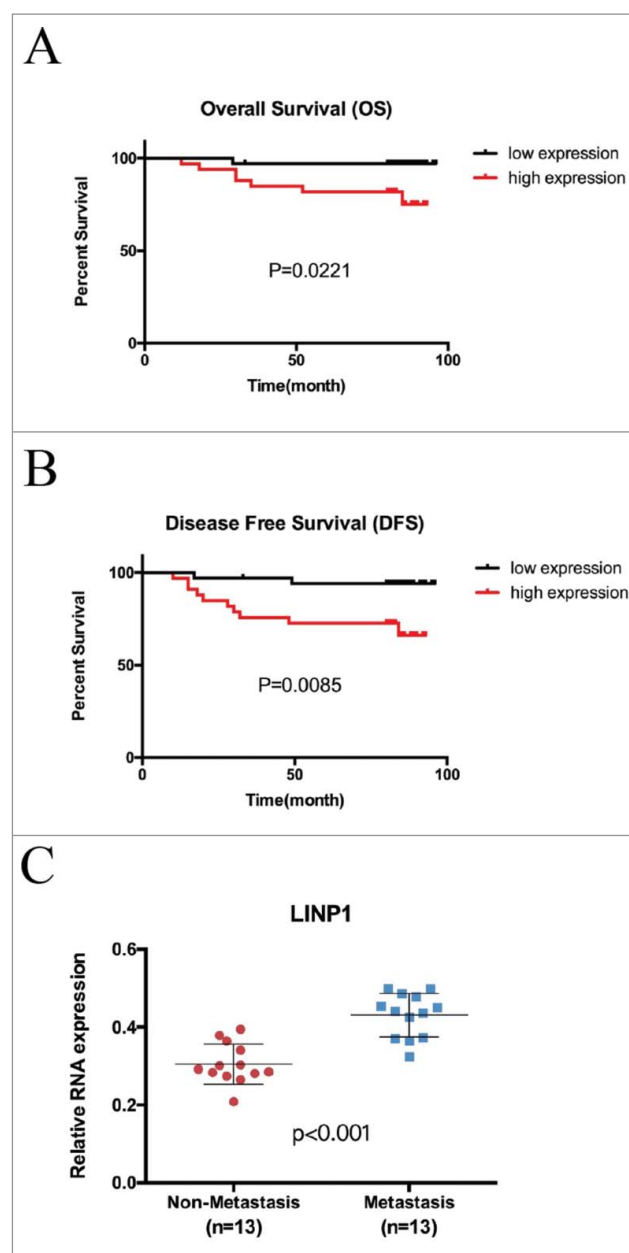 A
Overall Survival (OS)
100
50
0
0 50 100
Percent Survival
Time(month)
P=0.0221
low expression
high expression
B
Disease Free Survival (DFS)
100
50
0
0 50 100
Percent Survival
Time(month)
P=0.0085
low expression
high expression
C
LINP1
0.6
0.4
0.2
0.0
Relative RNA expression
p<0.001
Non-Metastasis
(n=13)
Metastasis
(n=13)